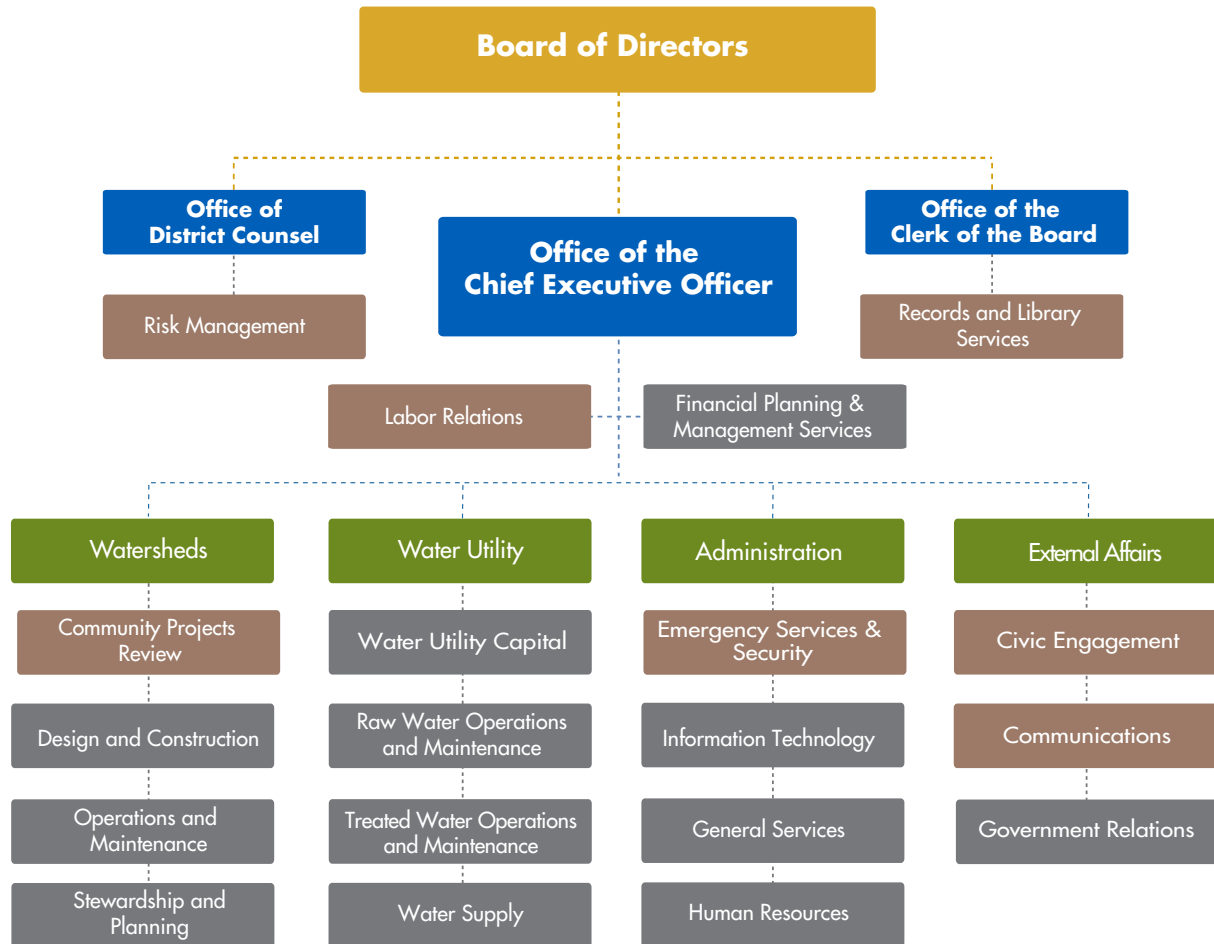 Board of Directors
Office of
District Counsel
Office of the
Chief Executive Officer
Office of the
Clerk of the Board
Risk Management
Records and Library
Services
Labor Relations
Financial Planning &
Management Services
Watersheds
Water Utility
Administration
External Affairs
Community Projects
Review
Water Utility Capital
Emergency Services &
Security
Civic Engagement
Design and Construction
Raw Water Operations
and Maintenance
Information Technology
Communications
Operations and
Maintenance
Treated Water Operations
and Maintenance
General Services
Government Relations
Stewardship and
Planning
Water Supply
Human Resources